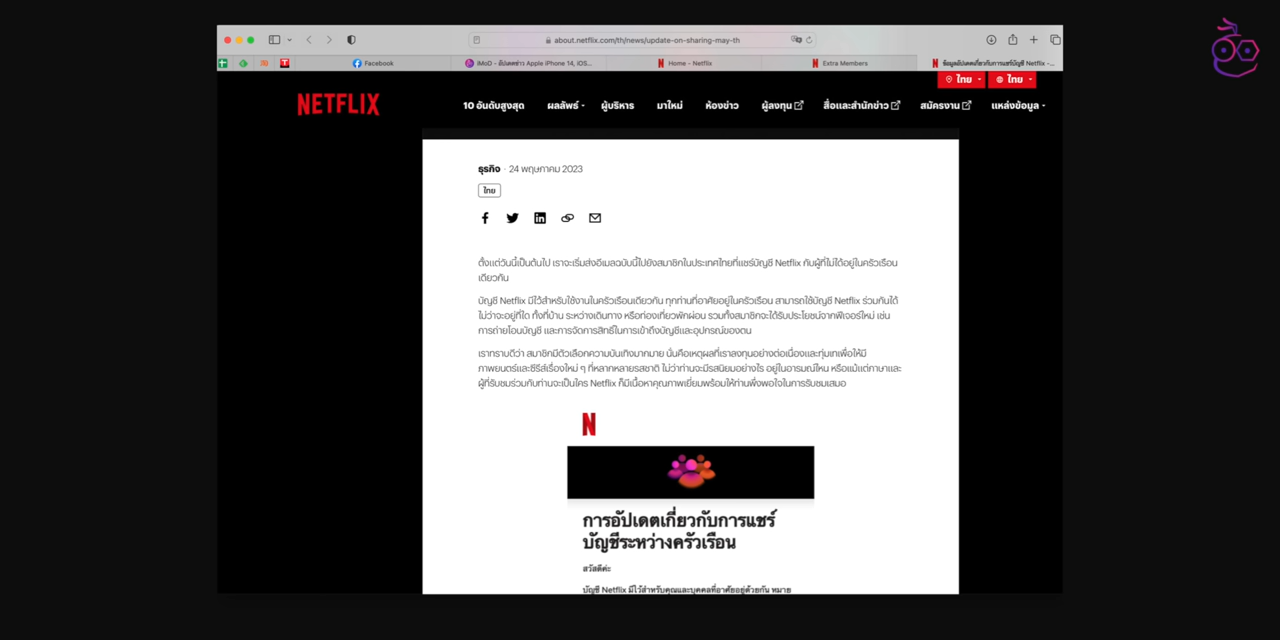 about.netflix.com/th/news/update-on-sharing-may-th
Facebook
iMoD - อัปเดตข่าว Apple iPhone 14, iOS...
Home - Netflix
Extra Members
ข้อมูลอัปเดตเกี่ยวกับการแชร์บัญชี Netflix -...
ไทย
ไทย
NETFLIX
10 อันดับสูงสุด
ผลลัพธ์
ผู้บริหาร
มาใหม่
ห้องข่าว
ผู้ลงทุน
สื่อและสำนักข่าว
สมัครงาน
แหล่งข้อมูล
ธุรกิจ · 24 พฤษภาคม 2023
ไทย
ตั้งแต่วันนี้เป็นต้นไป เราจะเริ่มส่งอีเมลฉบับนี้ไปยังสมาชิกในประเทศไทยที่แชร์บัญชี Netflix กับผู้ที่ไม่ได้อยู่ในครัวเรือน
เดียวกัน
บัญชี Netflix มีไว้สำหรับใช้งานในครัวเรือนเดียวกัน ทุกท่านที่อาศัยอยู่ในครัวเรือน สามารถใช้บัญชี Netflix ร่วมกันได้
ไม่ว่าจะอยู่ที่ใด ทั้งที่บ้าน ระหว่างเดินทาง หรือท่องเที่ยวพักผ่อน รวมทั้งสมาชิกจะได้รับประโยชน์จากฟีเจอร์ใหม่ เช่น
การถ่ายโอนบัญชี และการจัดการสิทธิ์ในการเข้าถึงบัญชีและอุปกรณ์ของตน
เราทราบดีว่า สมาชิกมีตัวเลือกความบันเทิงมากมาย นั่นคือเหตุผลที่เราลงทุนอย่างต่อเนื่องและทุ่มเทเพื่อให้มี
ภาพยนตร์และซีรีส์เรื่องใหม่ ๆ ที่หลากหลายรสชาติ ไม่ว่าท่านจะมีรสนิยมอย่างไร อยู่ในอารมณ์ไหน หรือแม้แต่ภาษาและ
ผู้ที่รับชมร่วมกับท่านจะเป็นใคร Netflix ก็มีเนื้อหาคุณภาพเยี่ยมพร้อมให้ท่านพึงพอใจในการรับชมเสมอ
N
การอัปเดตเกี่ยวกับการแชร์
บัญชีระหว่างครัวเรือน
สวัสดีค่ะ
บัญชี Netflix มีไว้สำหรับคุณและบุคคลที่อาศัยอยู่ด้วยกัน หมาย